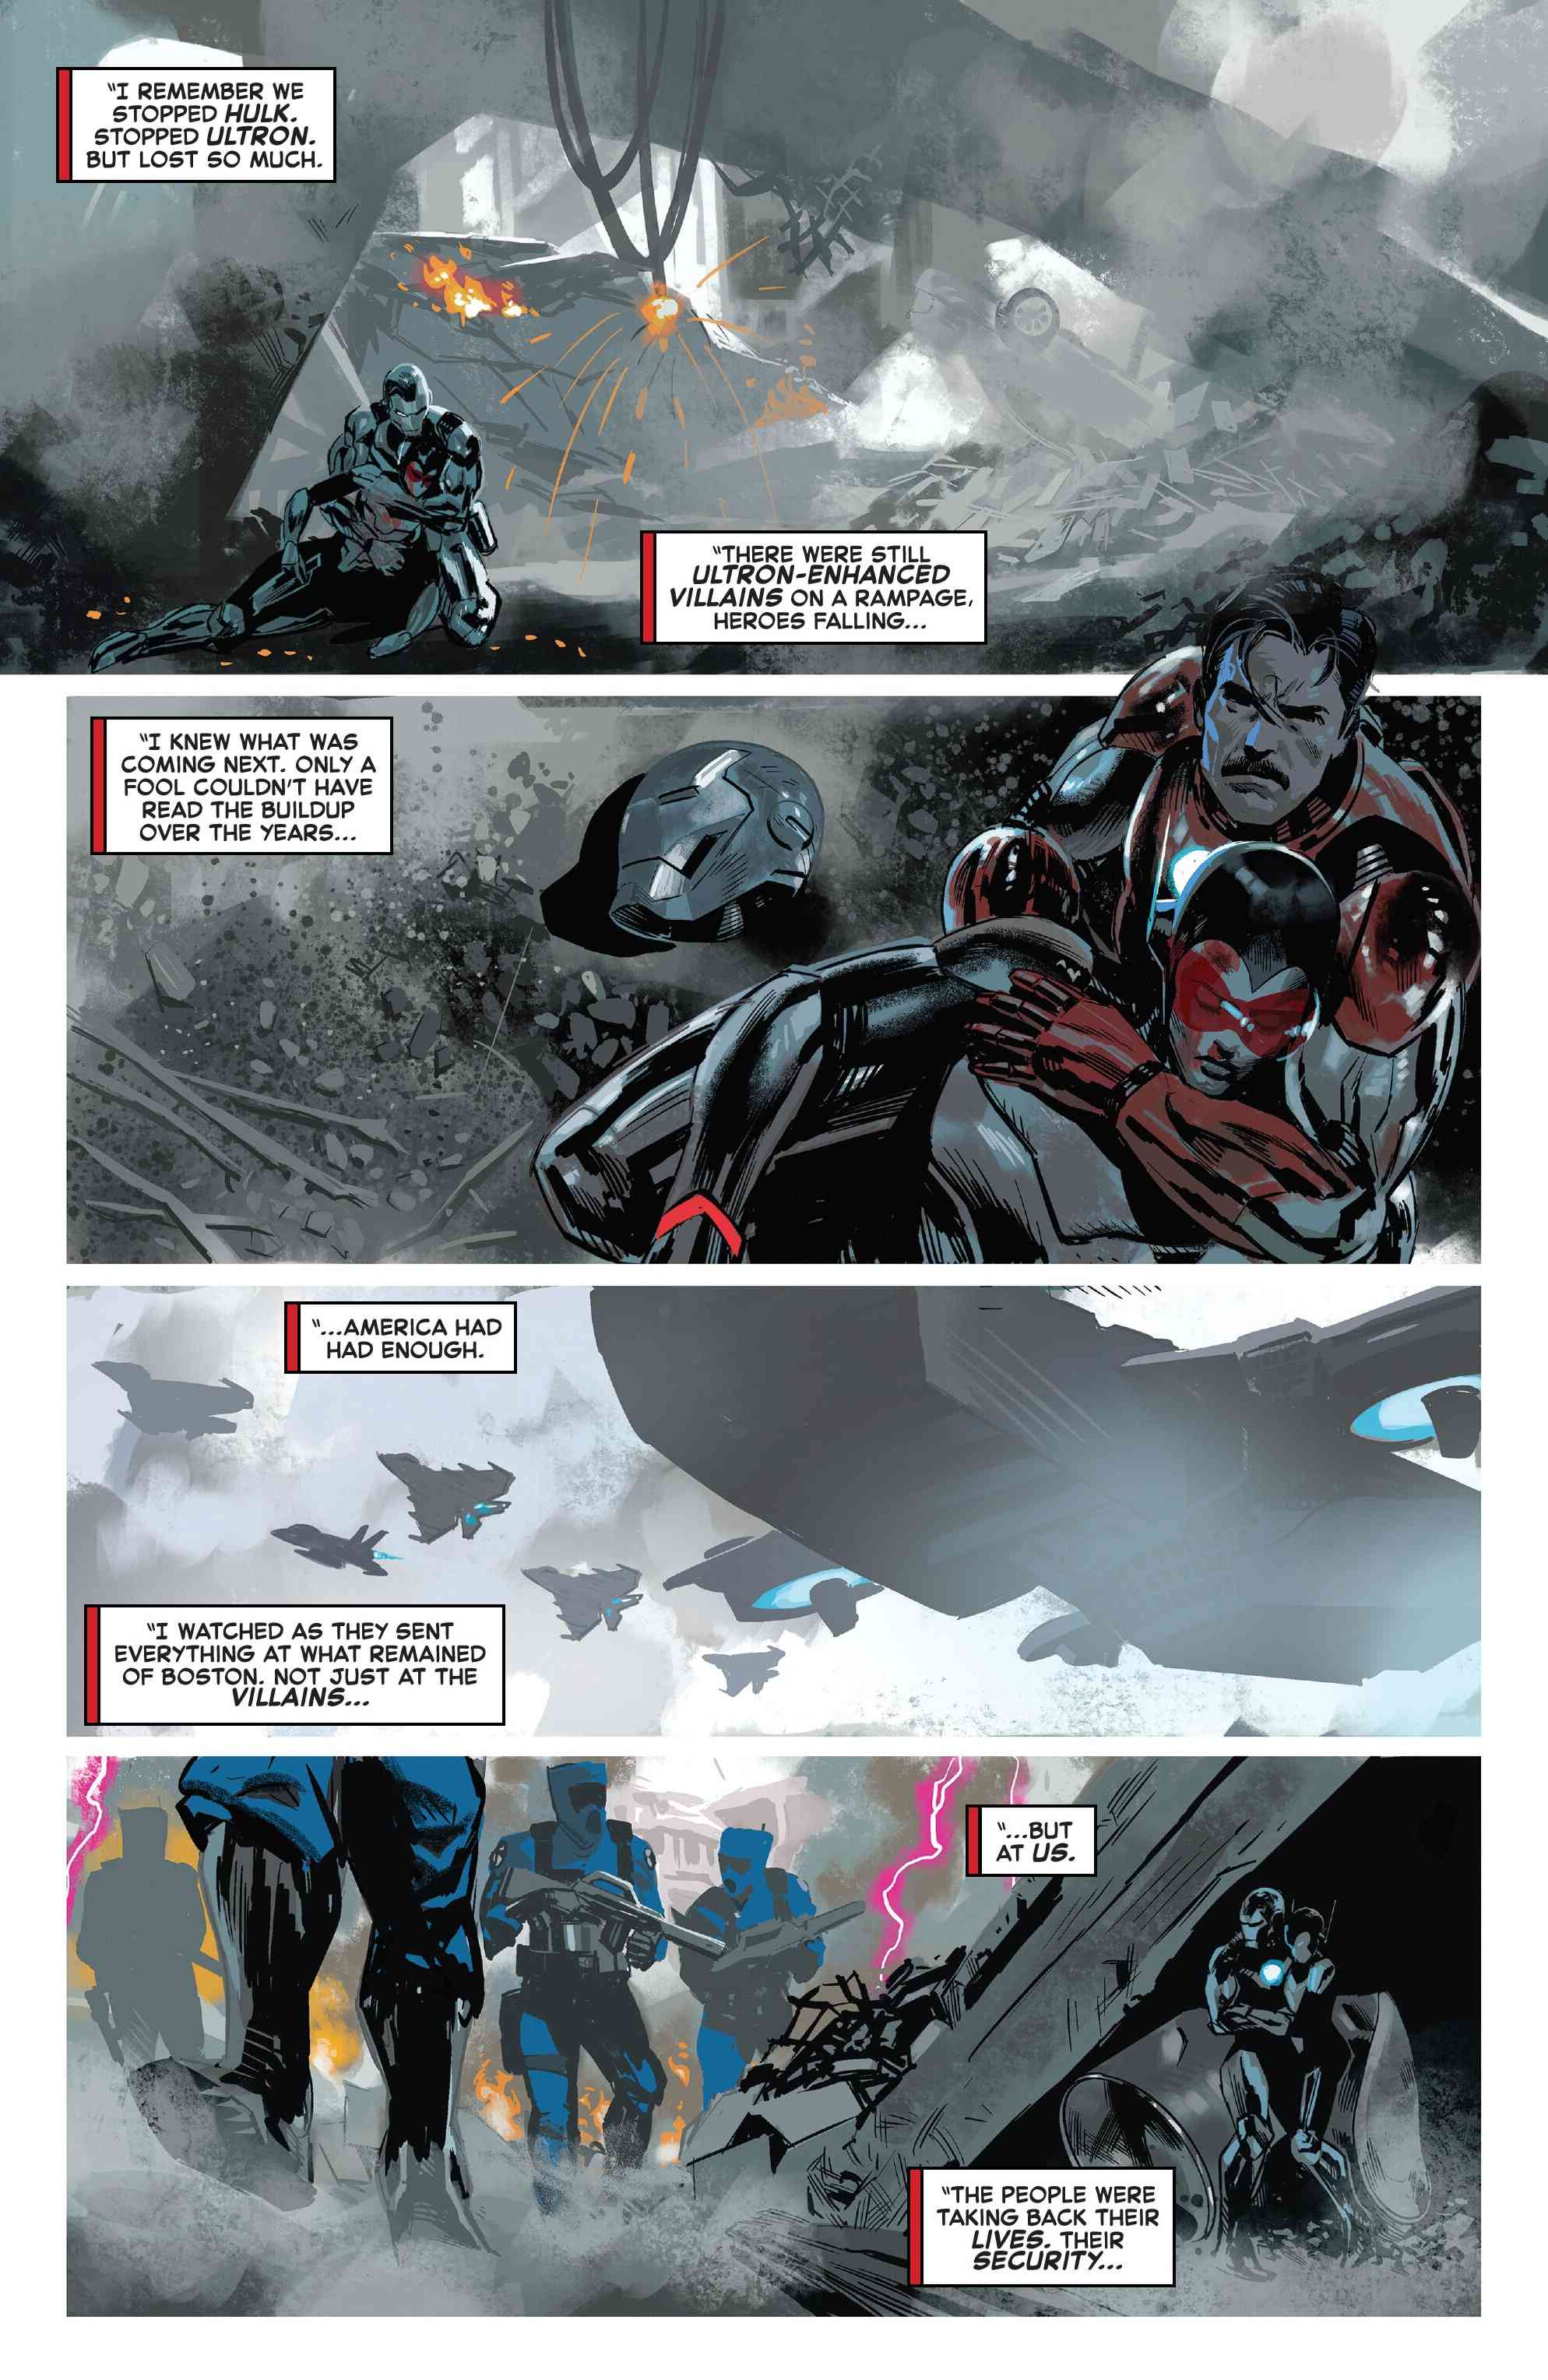 "I REMEMBER WE
STOPPED HULK.
STOPPED ULTRON.
BUT LOST SO MUCH.
"THERE WERE STILL
ULTRON-ENHANCED
VILLAINS ON A RAMPAGE,
HEROES FALLING...
"I KNEW WHAT WAS
COMING NEXT. ONLY A
FOOL COULDN'T HAVE
READ THE BUILDUP
OVER THE YEARS...
"...AMERICA HAD
HAD ENOUGH.
"I WATCHED AS THEY SENT
EVERYTHING AT WHAT REMAINED
OF BOSTON. NOT JUST AT THE
VILLAINS...
"...BUT
AT US.
"THE PEOPLE WERE
TAKING BACK THEIR
LIVES. THEIR
SECURITY...